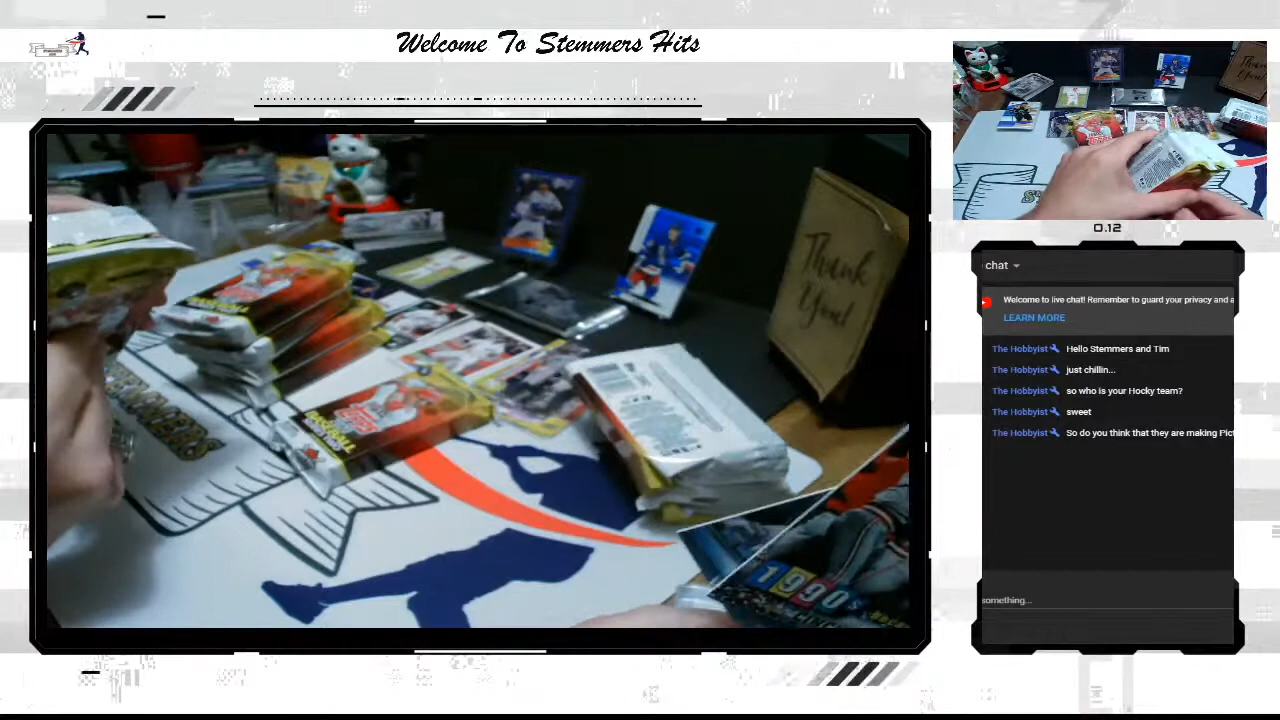 Welcome To Stemmers Hits
Thank
You!
BASEBALL
1990's
0.12
chat
Welcome to live chat! Remember to guard your privacy and a
LEARN MORE
The Hobbyist Hello Stemmers and Tim
The Hobbyist just chillin...
The Hobbyist so who is your Hocky team?
The Hobbyist sweet
The Hobbyist So do you think that they are making Pict
something...